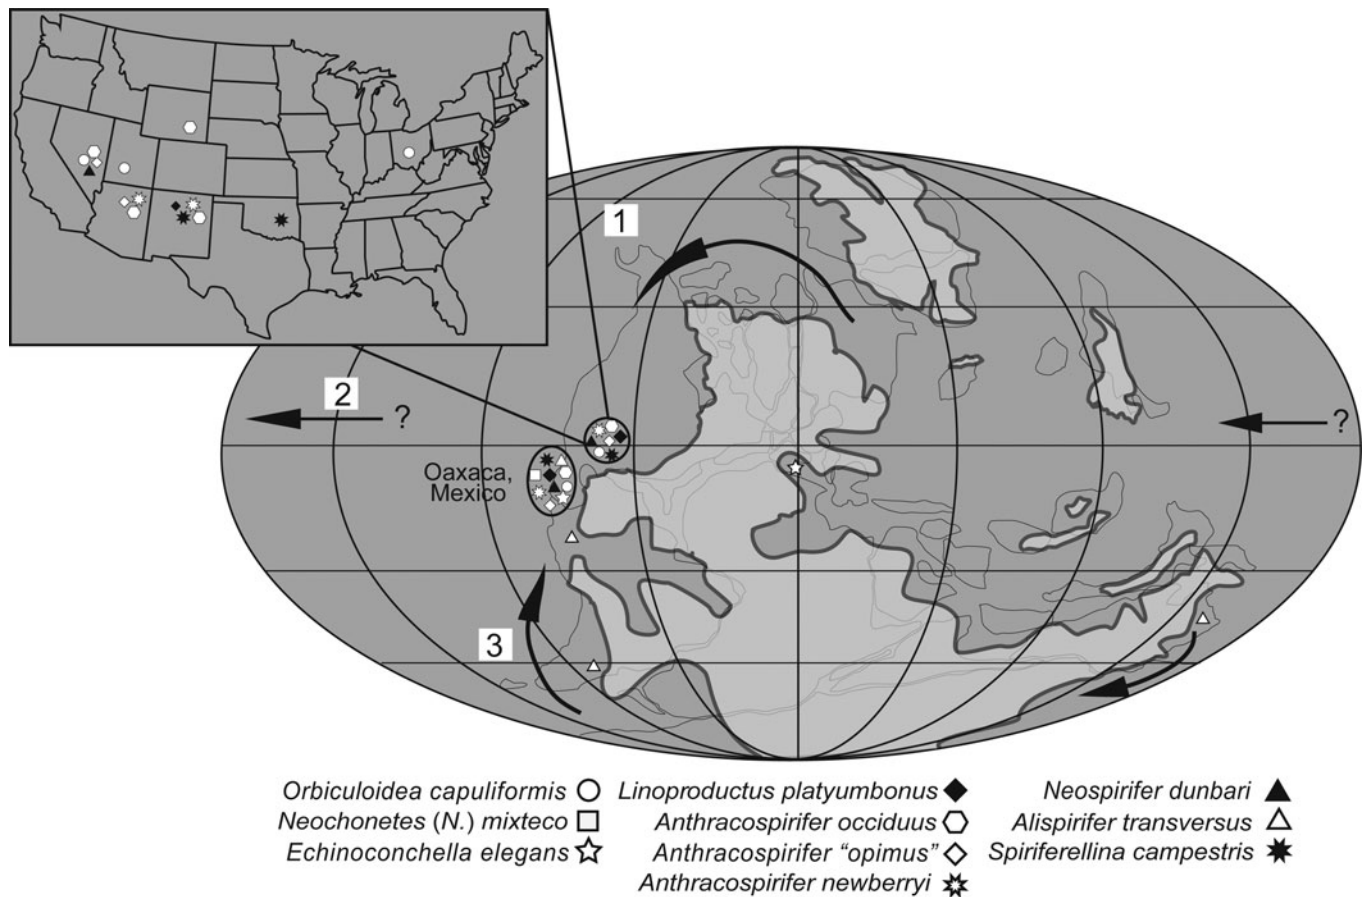 1
2
?
?
Oaxaca,
Mexico
3
Orbiculoidea capuliformis
Neochonetes (N.) mixteco
Echinoconchella elegans
Linoproductus platyumbonus
Anthracospirifer occiduus
Anthracospirifer "opimus"
Anthracospirifer newberryi
Neospirifer dunbari
Alispirifer transversus
Spiriferellina campestris